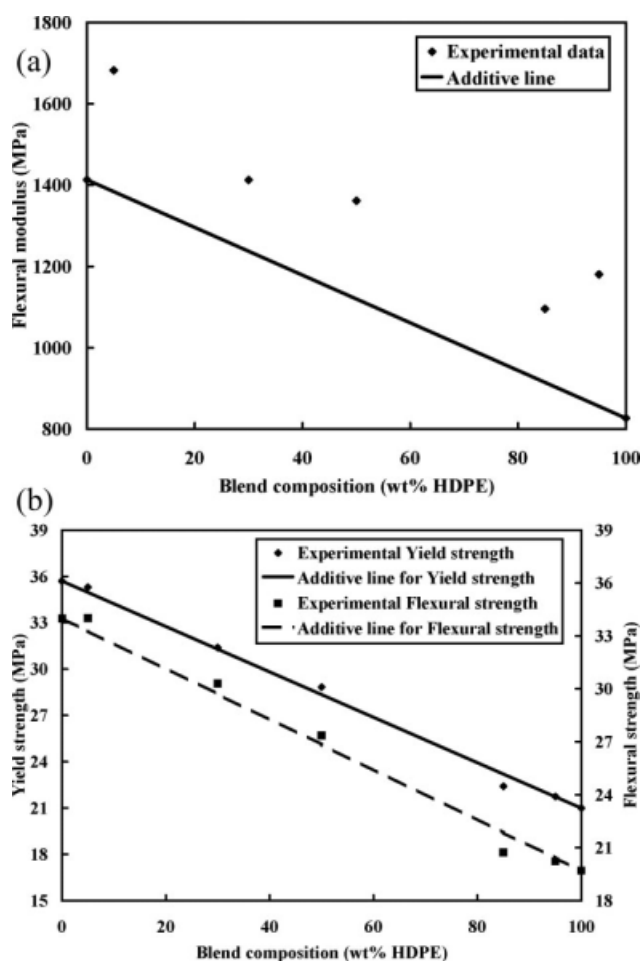 (a)
1800
1600
1400
1200
1000
800
Flexural modulus (MPa)
Experimental data
Additive line
0 20 40 60 80 100
Blend composition (wt% HDPE)
(b)
39
36
33
30
27
24
21
18
15
Yield strength (MPa)
Experimental Yield strength
Additive line for Yield strength
Experimental Flexural strength
Additive line for Flexural strength
39
36
33
30
27
24
21
18
Flexural strength (MPa)
0 20 40 60 80 100
Blend composition (wt% HDPE)